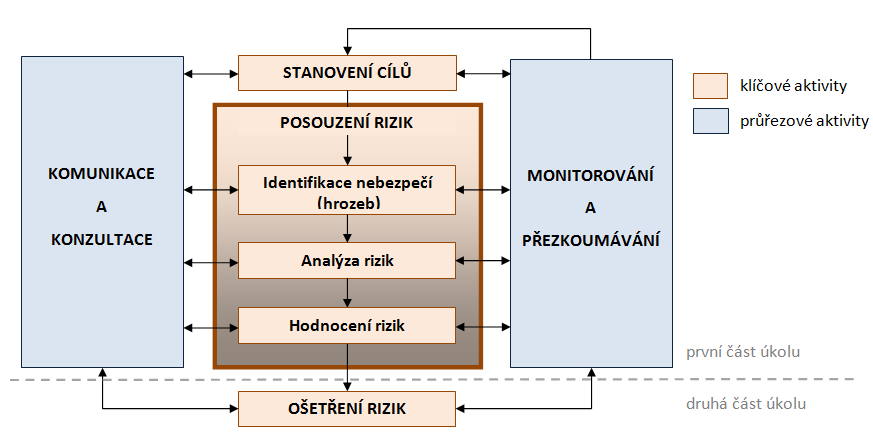 STANOVENÍ CÍLŮ
klíčové aktivity
průřezové aktivity
POSOUZENÍ RIZIK
KOMUNIKACE
A
KONZULTACE
Identifikace nebezpečí
(hrozeb)
MONITOROVÁNÍ
A
PŘEZKOUMÁVÁNÍ
Analýza rizik
Hodnocení rizik
první část úkolu
druhá část úkolu
OŠETŘENÍ RIZIK